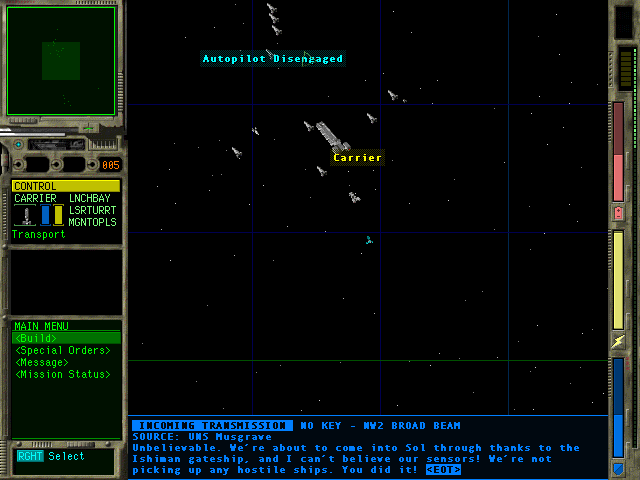 Autopilot Disengaged
Carrier
005
CONTROL
CARRIER LNCHBAY
LSRTURRT
MGNTOPLS
Transport
MAIN MENU
<Build>
<Special Orders>
<Message>
<Mission Status>
RGHT Select
INCOMING TRANSMISSION NO KEY - NW2 BROAD BEAM
SOURCE: UNS Musgrave
Unbelievable. We're about to come into Sol through thanks to the
Ishiman gateship, and I can't believe our sensors! We're not
picking up any hostile ships. You did it! <EOT>